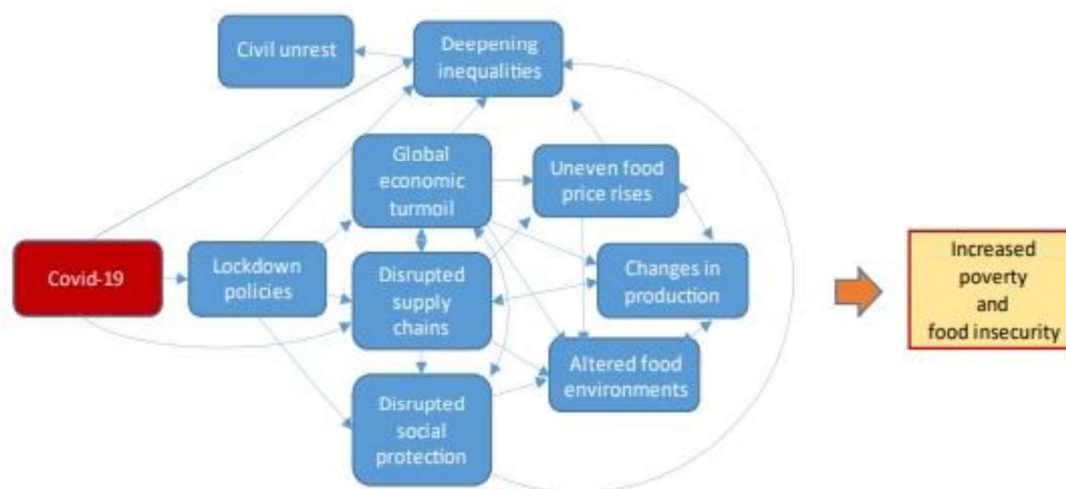 Civil unrest
Deepening
inequalities
Global
economic
turmoil
Uneven food
price rises
Covid-19
Lockdown
policies
Disrupted
supply
chains
Changes in
production
Increased
poverty
and
food insecurity
Altered food
environments
Disrupted
social
protection